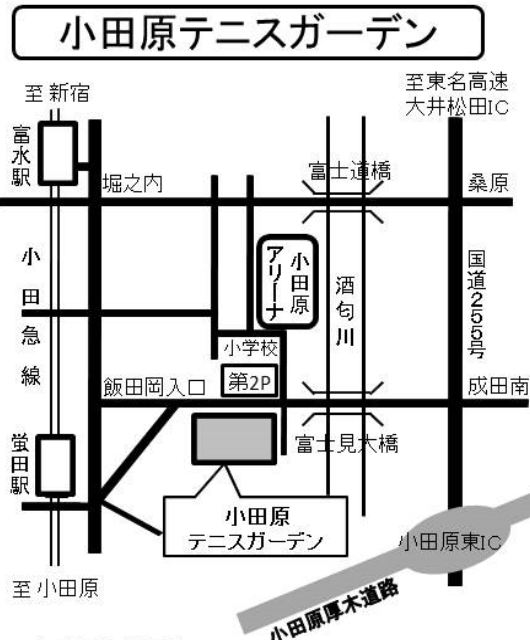 小田原テニスガーデン
至東名高速
大井松田IC
至 新宿
富水駅
堀之内
富士道橋
桑原
小田急線
小田原
アリーナ
酒匂川
国道255号
小学校
第2P
飯田岡入口
成田南
蛍田駅
富士見大橋
小田原
テニスガーデン
小田原東IC
至 小田原
小田原厚木道路